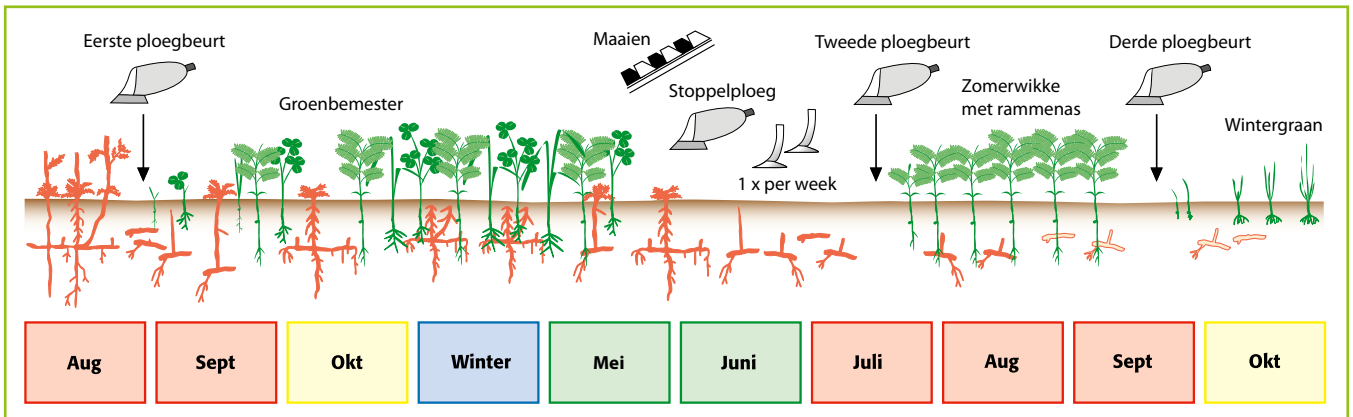 Eerste ploegbeurt
Groenbemester
Maaien
Stoppelploeg
1 x per week
Tweede ploegbeurt
Zomerwikke
met rammenas
Derde ploegbeurt
Wintergraan
Aug
Sept
Okt
Winter
Mei
Juni
Juli
Aug
Sept
Okt